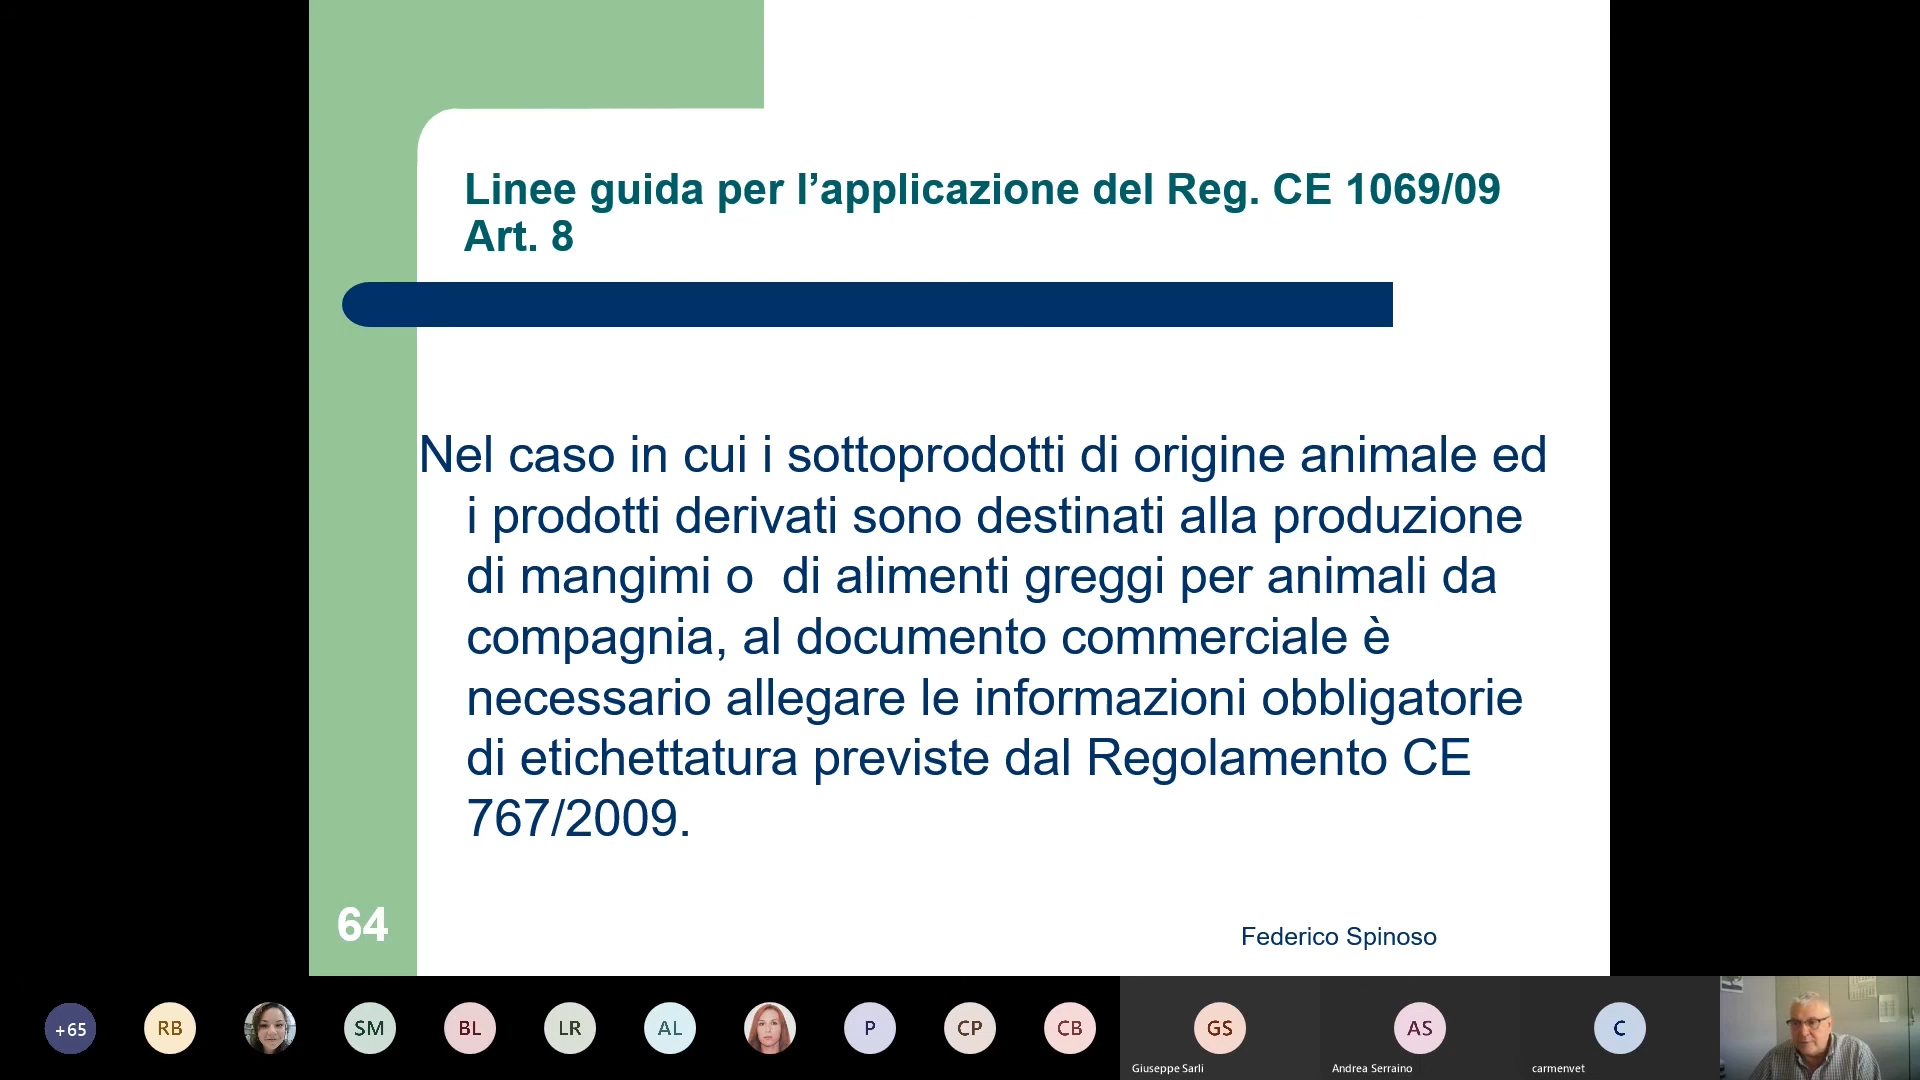 Linee guida per l’applicazione del Reg. CE 1069/09
Art. 8
Nel caso in cui i sottoprodotti di origine animale ed
i prodotti derivati sono destinati alla produzione
di mangimi o  di alimenti greggi per animali da
compagnia, al documento commerciale è
necessario allegare le informazioni obbligatorie
di etichettatura previste dal Regolamento CE
767/2009.
64
Federico Spinoso
+65
RB
SM
BL
LR
AL
P
CP
CB
GS
AS
C
Giuseppe Sarli
Andrea Serraino
carmenvet